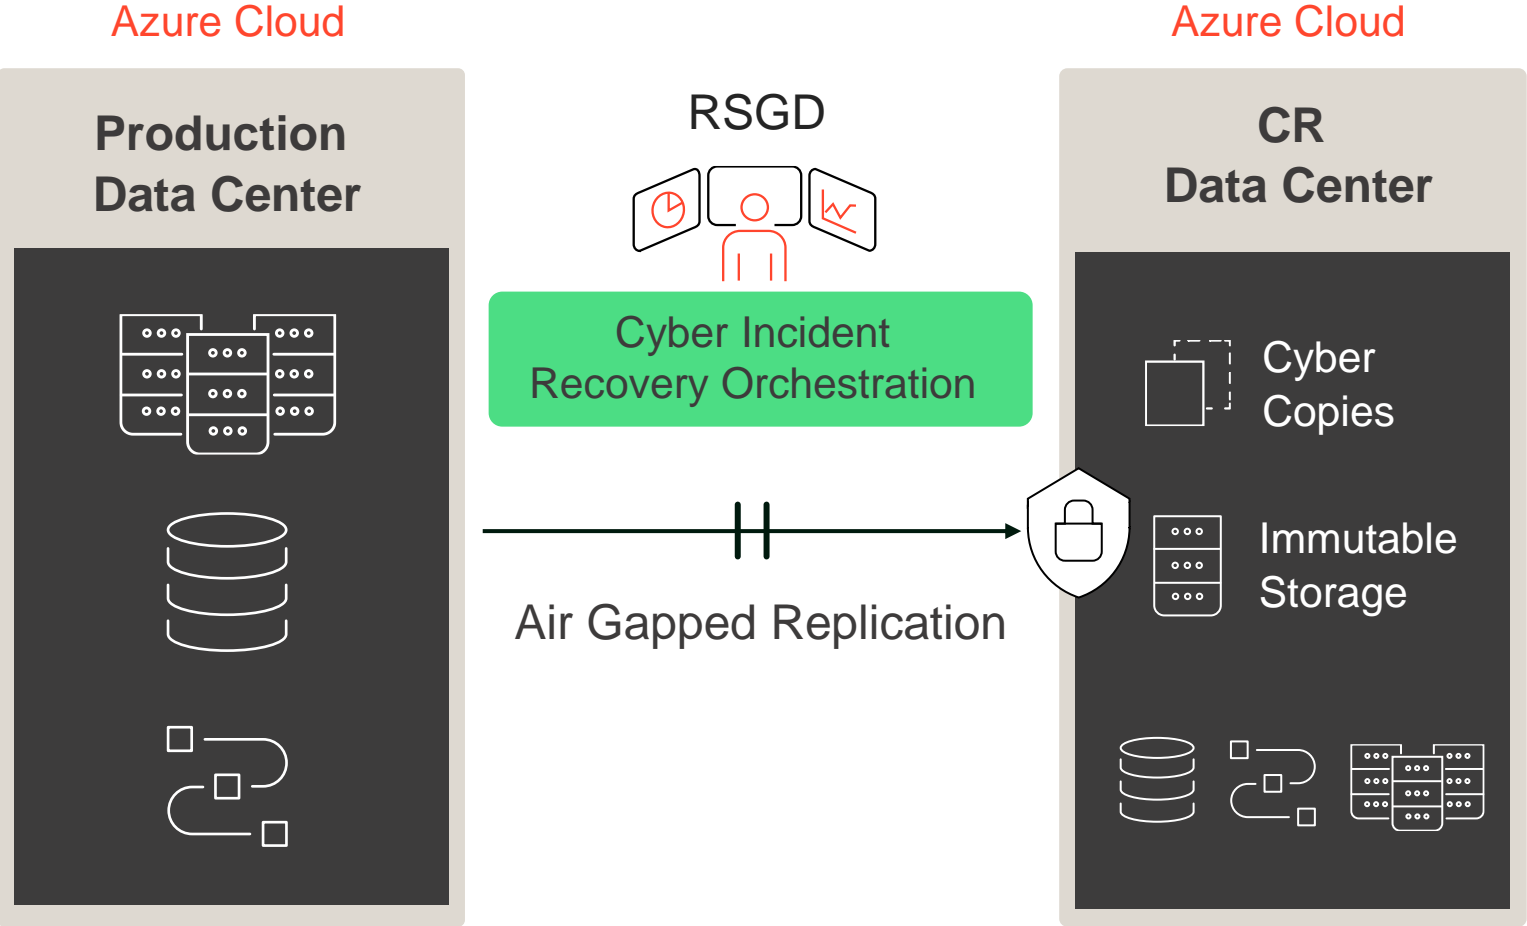 Azure Cloud
Azure Cloud
Production
Data Center
RSGD
CR
Data Center
Cyber Incident
Recovery Orchestration
Cyber
Copies
Immutable
Storage
Air Gapped Replication